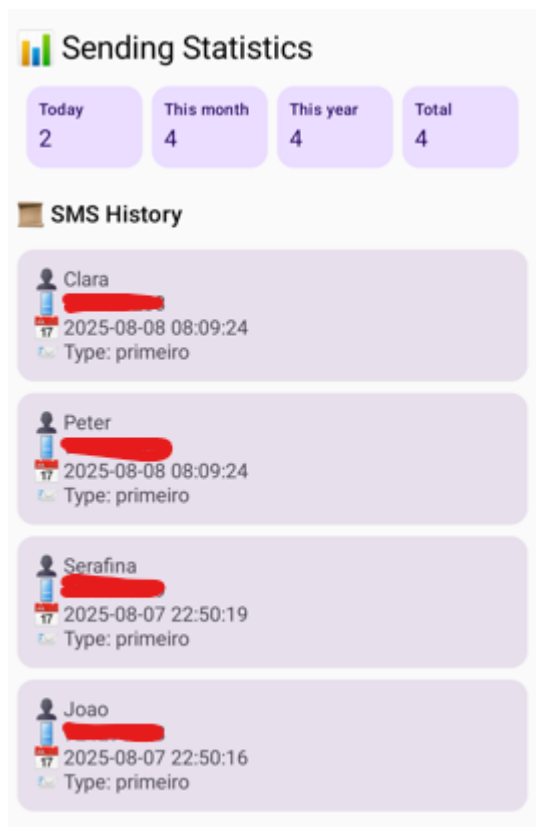 Sending Statistics
Today
2
This month
4
This year
4
Total
4
SMS History
Clara
2025-08-08 08:09:24
Type: primeiro
Peter
2025-08-08 08:09:24
Type: primeiro
Serafina
2025-08-07 22:50:19
Type: primeiro
Joao
2025-08-07 22:50:16
Type: primeiro